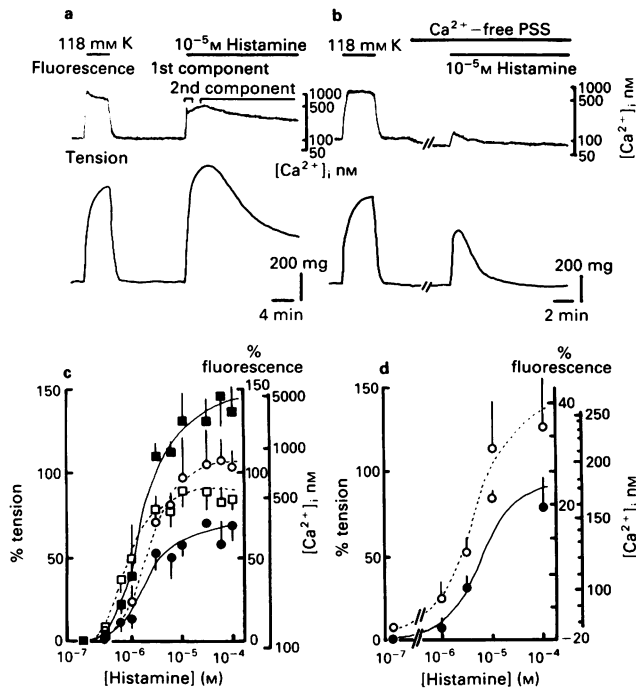 a
118 mM K
10⁻⁵M Histamine
Fluorescence
1st component
2nd component
1000
500
100
50
[Ca²⁺]ᵢ nM
Tension
200 mg
4 min
b
Ca²⁺−free PSS
118 mM K
10⁻⁵M Histamine
1000
500
100
50
[Ca²⁺]ᵢ nM
200 mg
2 min
c
%
fluorescence
150
100
50
0
% tension
150
100
50
0
5000
1000
500
100
[Ca²⁺]ᵢ nM
10⁻⁷ 10⁻⁶ 10⁻⁵ 10⁻⁴
[Histamine] (M)
d
%
fluorescence
150
100
50
0
% tension
40
20
−20
250
200
150
100
[Ca²⁺]ᵢ nM
10⁻⁷ 10⁻⁶ 10⁻⁵ 10⁻⁴
[Histamine] (M)